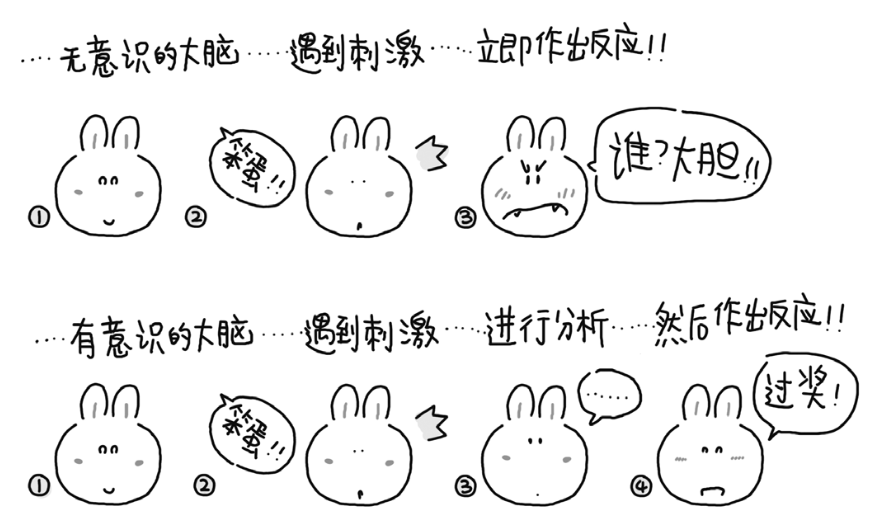 ····无意识的大脑·····遇到刺激·····立即作出反应!!
① ② 笨蛋!! ③ 谁?大胆!!
····有意识的大脑·····遇到刺激·····进行分析·····然后作出反应!!
① ② 笨蛋!! ③ ······ ④ 过奖!